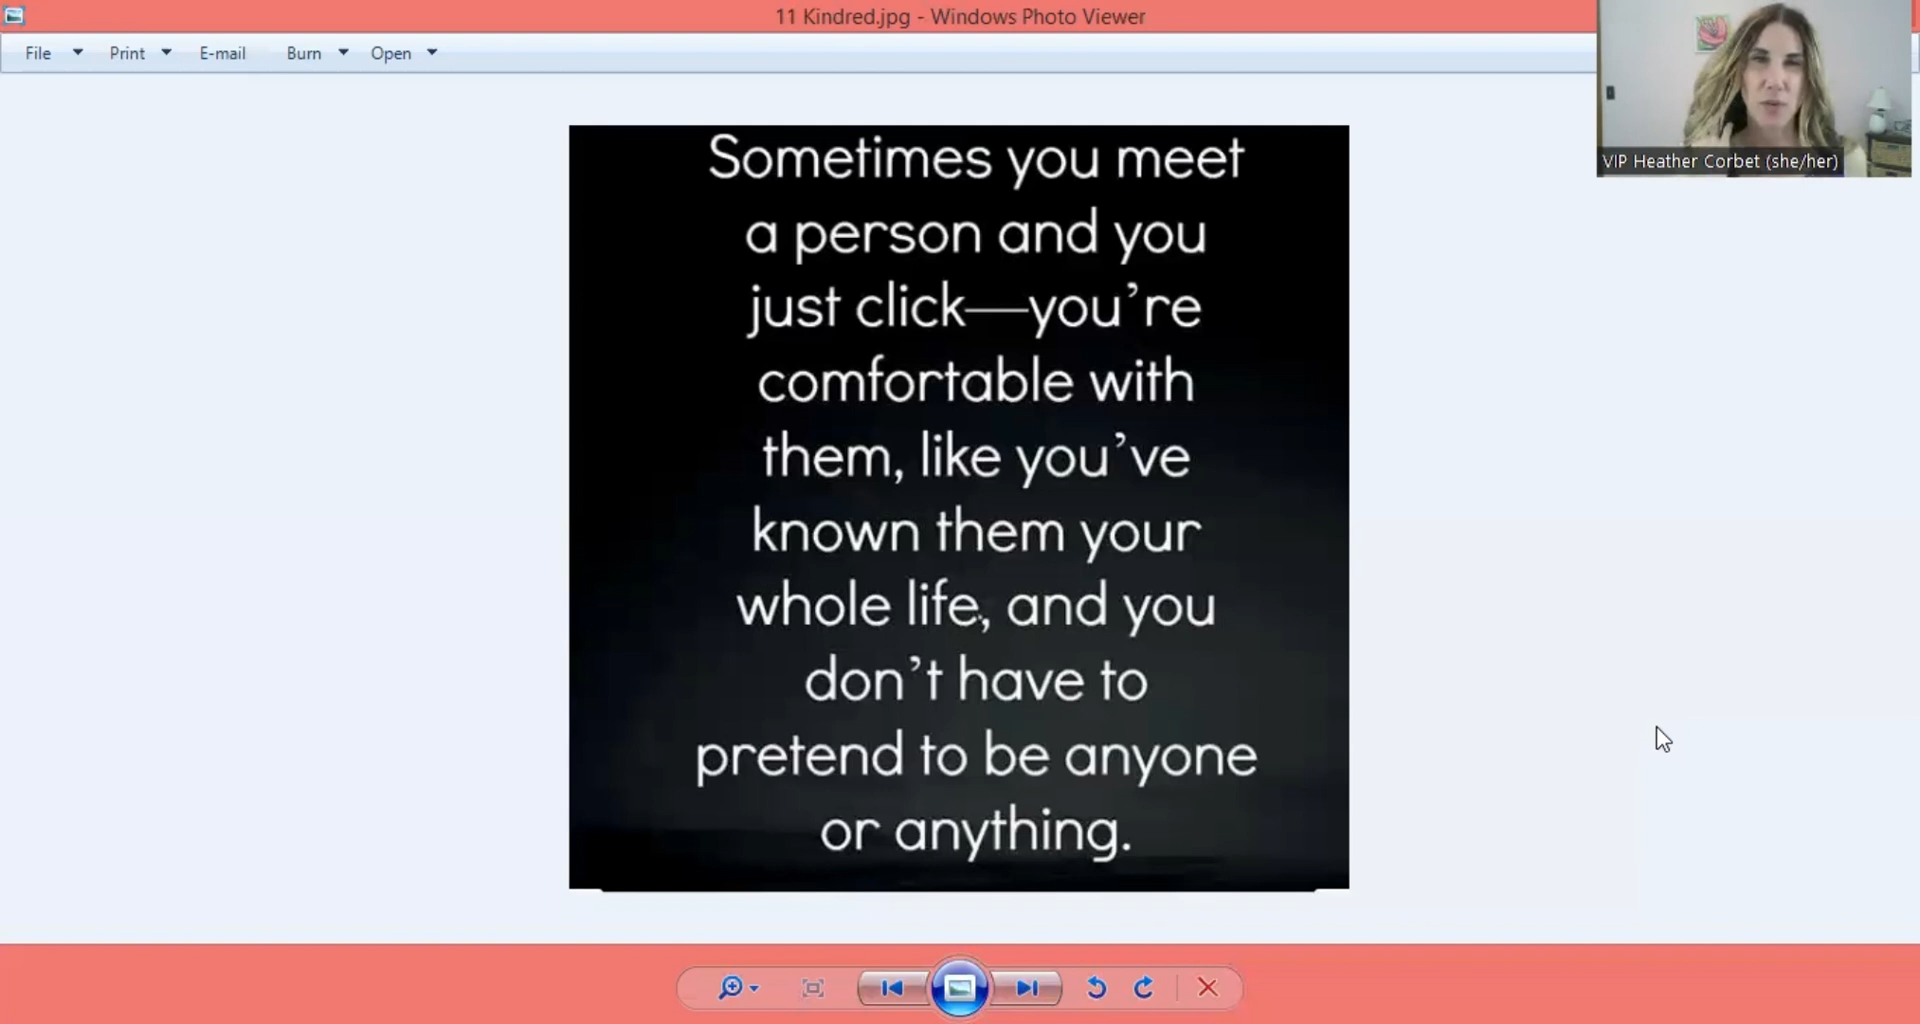 11 Kindred.jpg - Windows Photo Viewer
File Print E-mail Burn Open
VIP Heather Corbet (she/her)
Sometimes you meet
a person and you
just click—you’re
comfortable with
them, like you’ve
known them your
whole life, and you
don’t have to
pretend to be anyone
or anything.